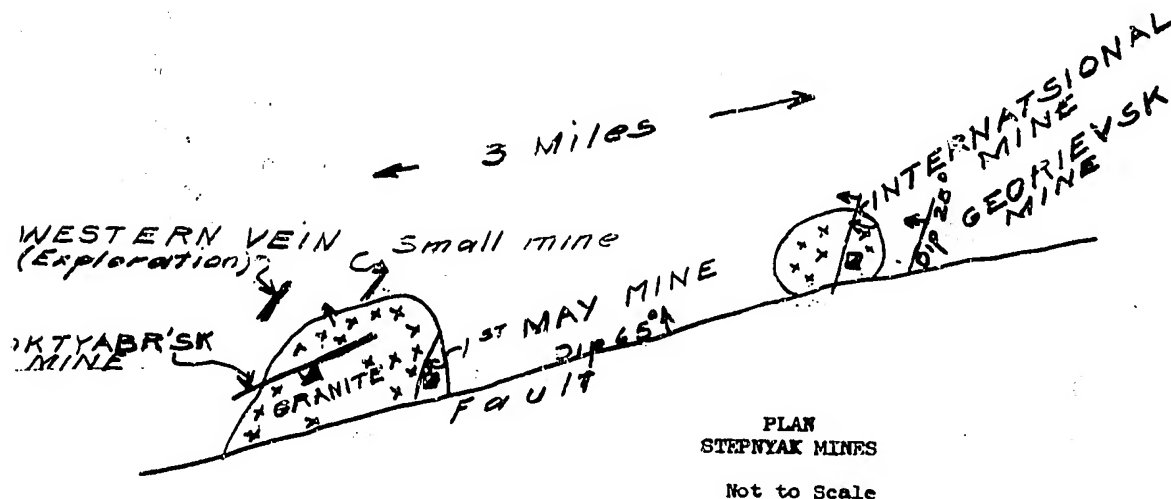 INTERNATSIONAL
MINE
GEORIEVSK
MINE
DIP 20°
3 Miles
WESTERN VEIN
(Exploration)
Small mine
KTYABR'SK
MINE
1ST MAY MINE
DIP 65°
GRANITE
Fault
PLAN
STEPNYAK MINES
Not to Scale